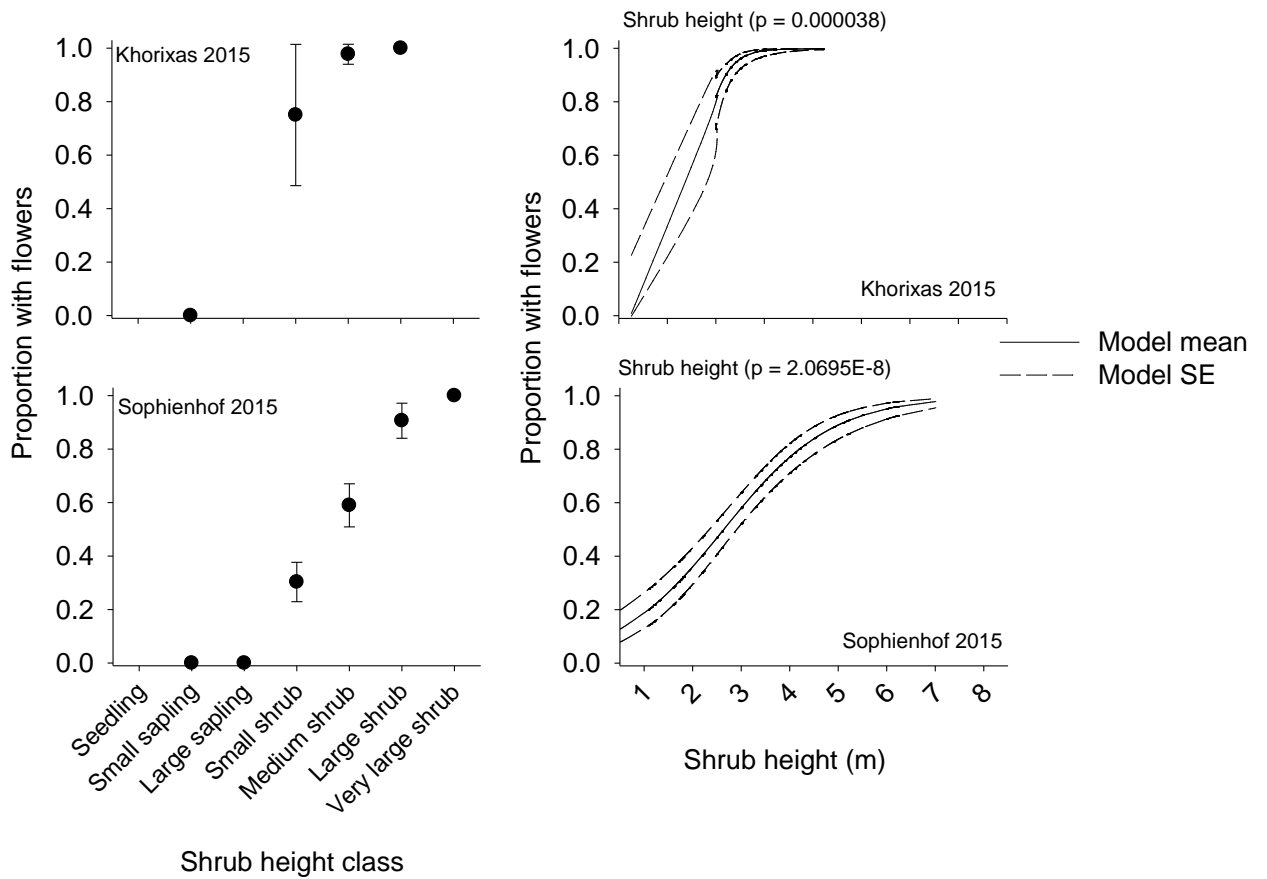 Shrub height (p = 0.000038)
Khorixas 2015
1.0
0.8
0.6
0.4
0.2
0.0
Proportion with flowers
1.0
0.8
0.6
0.4
0.2
0.0
Proportion with flowers
Khorixas 2015
Model mean
Model SE
Shrub height (p = 2.0695E-8)
Sophienhof 2015
1.0
0.8
0.6
0.4
0.2
0.0
1.0
0.8
0.6
0.4
0.2
0.0
Sophienhof 2015
Seedling
Small sapling
Large sapling
Small shrub
Medium shrub
Large shrub
Very large shrub
1
2
3
4
5
6
7
8
Shrub height (m)
Shrub height class